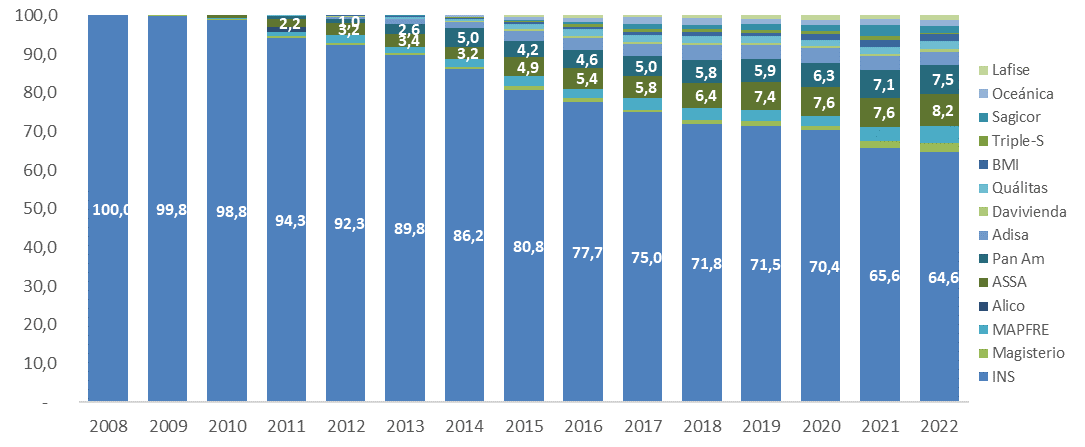 100,0
90,0
80,0
70,0
60,0
50,0
40,0
30,0
20,0
10,0
-
100,0 99,8 98,8 94,3 92,3 89,8 86,2 80,8 77,7 75,0 71,8 71,5 70,4 65,6 64,6
2,2 3,2 3,4 3,2 4,9 5,4 5,8 6,4 7,4 7,6 7,6 8,2
1,0 2,6 5,0 4,2 4,6 5,0 5,8 5,9 6,3 7,1 7,5
2008 2009 2010 2011 2012 2013 2014 2015 2016 2017 2018 2019 2020 2021 2022
Lafise
Oceánica
Sagicor
Triple-S
BMI
Quálitas
Davivienda
Adisa
Pan Am
ASSA
Alico
MAPFRE
Magisterio
INS